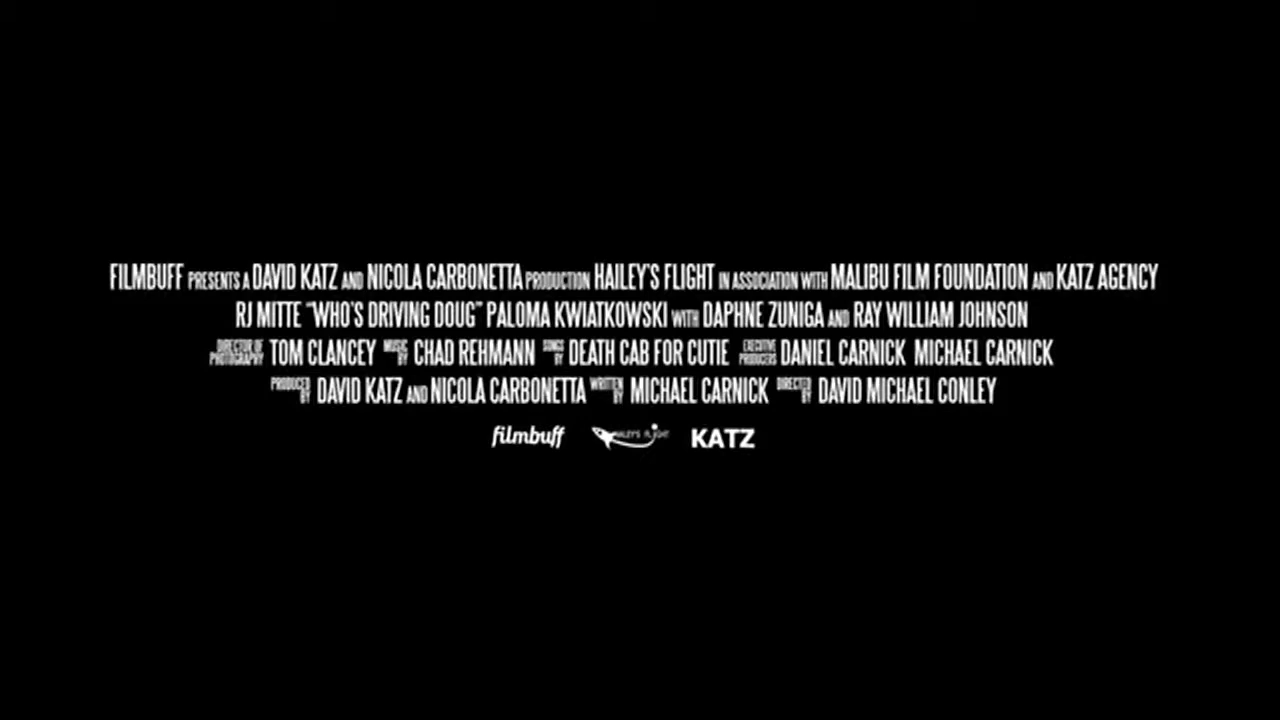 FILMBUFF PRESENTS A DAVID KATZ AND NICOLA CARBONETTA PRODUCTION HAILEY'S FLIGHT IN ASSOCIATION WITH MALIBU FILM FOUNDATION AND KATZ AGENCY
RJ MITTE "WHO'S DRIVING DOUG" PALOMA KWIATKOWSKI WITH DAPHNE ZUNIGA AND RAY WILLIAM JOHNSON
DIRECTOR OF PHOTOGRAPHY TOM CLANCEY MUSIC BY CHAD REHMANN SONGS BY DEATH CAB FOR CUTIE EXECUTIVE PRODUCERS DANIEL CARNICK MICHAEL CARNICK
PRODUCED BY DAVID KATZ AND NICOLA CARBONETTA WRITTEN BY MICHAEL CARNICK DIRECTED BY DAVID MICHAEL CONLEY
filmbuff HAILEY'S FLIGHT KATZ